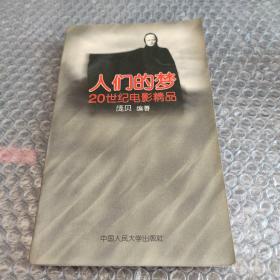 人们的梦
20世纪电影精品
庞贝 编著
中国人民大学出版社